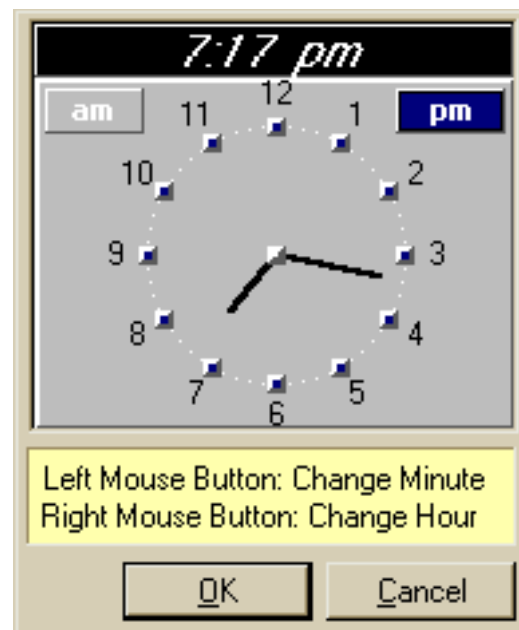 7:17 pm
am
pm
12
11
1
10
2
9
3
8
4
7
5
6
Left Mouse Button: Change Minute
Right Mouse Button: Change Hour
OK
Cancel